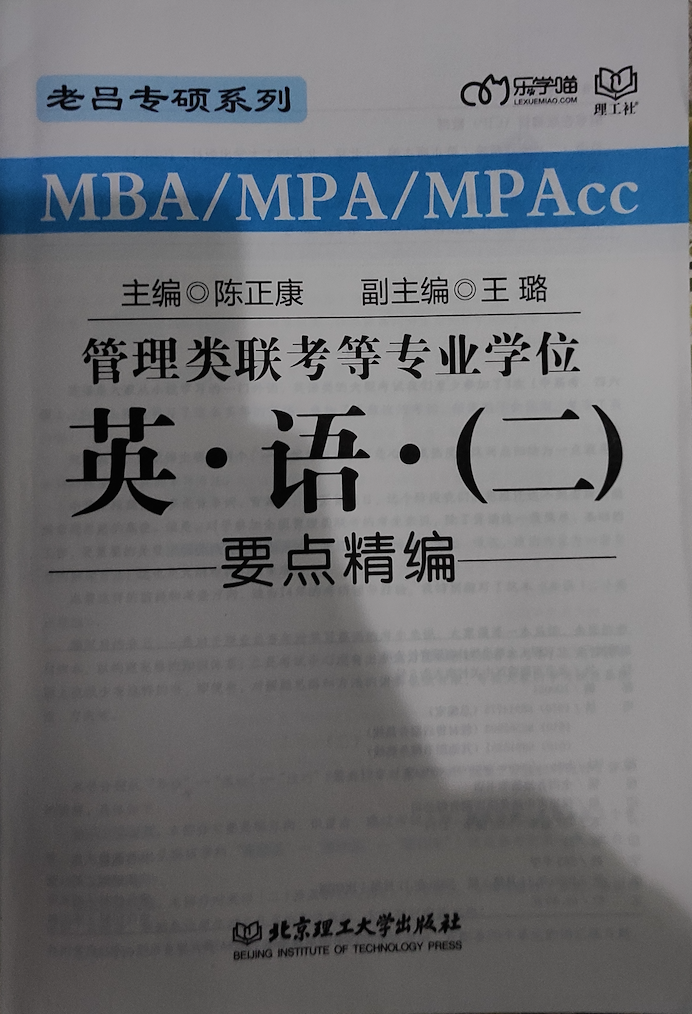 老吕专硕系列
乐学喵
LEXUEMIAO.COM
理工社
MBA/MPA/MPAcc
主编◎陈正康 副主编◎王璐
管理类联考等专业学位
英·语·(二)
要点精编
北京理工大学出版社
BEIJING INSTITUTE OF TECHNOLOGY PRESS